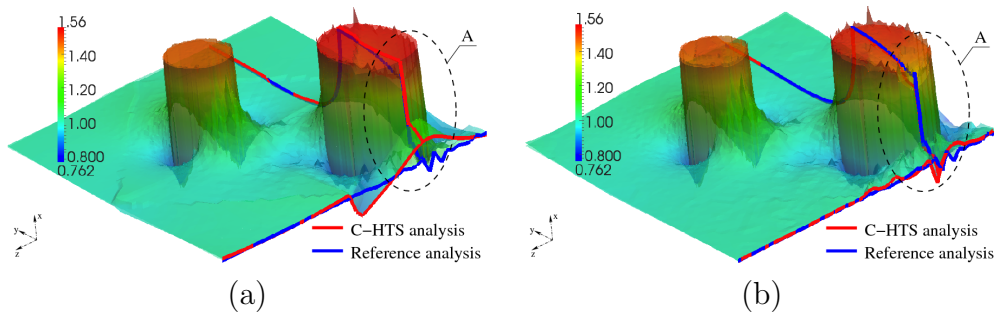 1.56
1.40
1.20
1.00
0.800
0.762
A
x
y
z
C-HTS analysis
Reference analysis
(a)
1.56
1.40
1.20
1.00
0.800
0.762
A
x
y
z
C-HTS analysis
Reference analysis
(b)